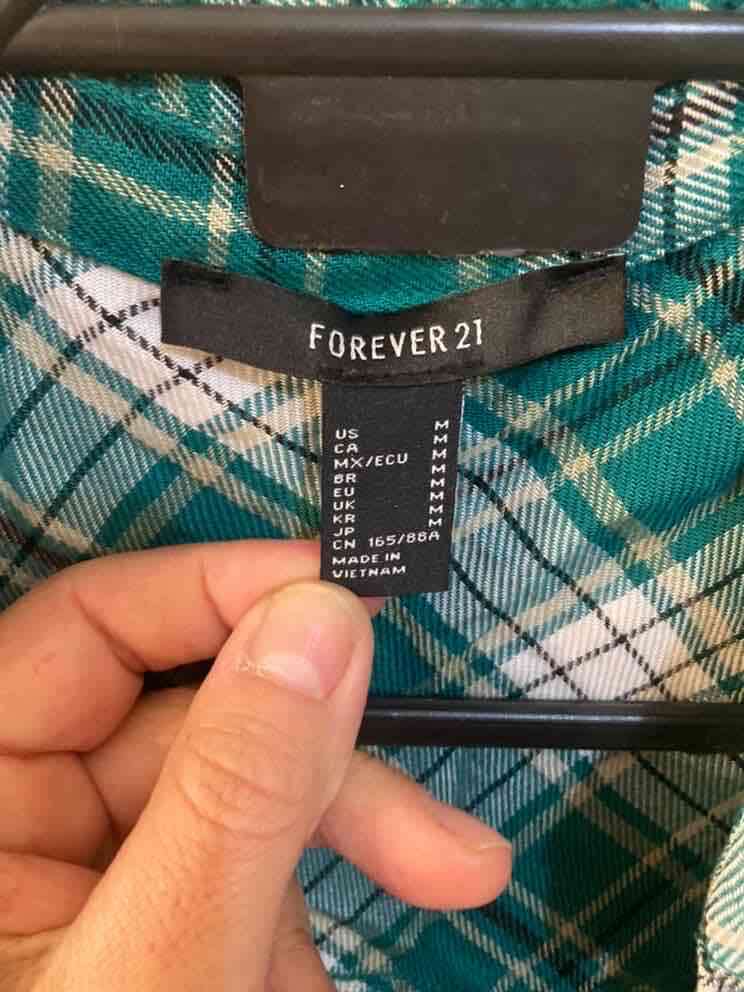 FOREVER 21
US M
CA M
MX/ECU M
BR M
EU M
UK M
KR M
JP M
CN 165/88A
MADE IN
VIETNAM